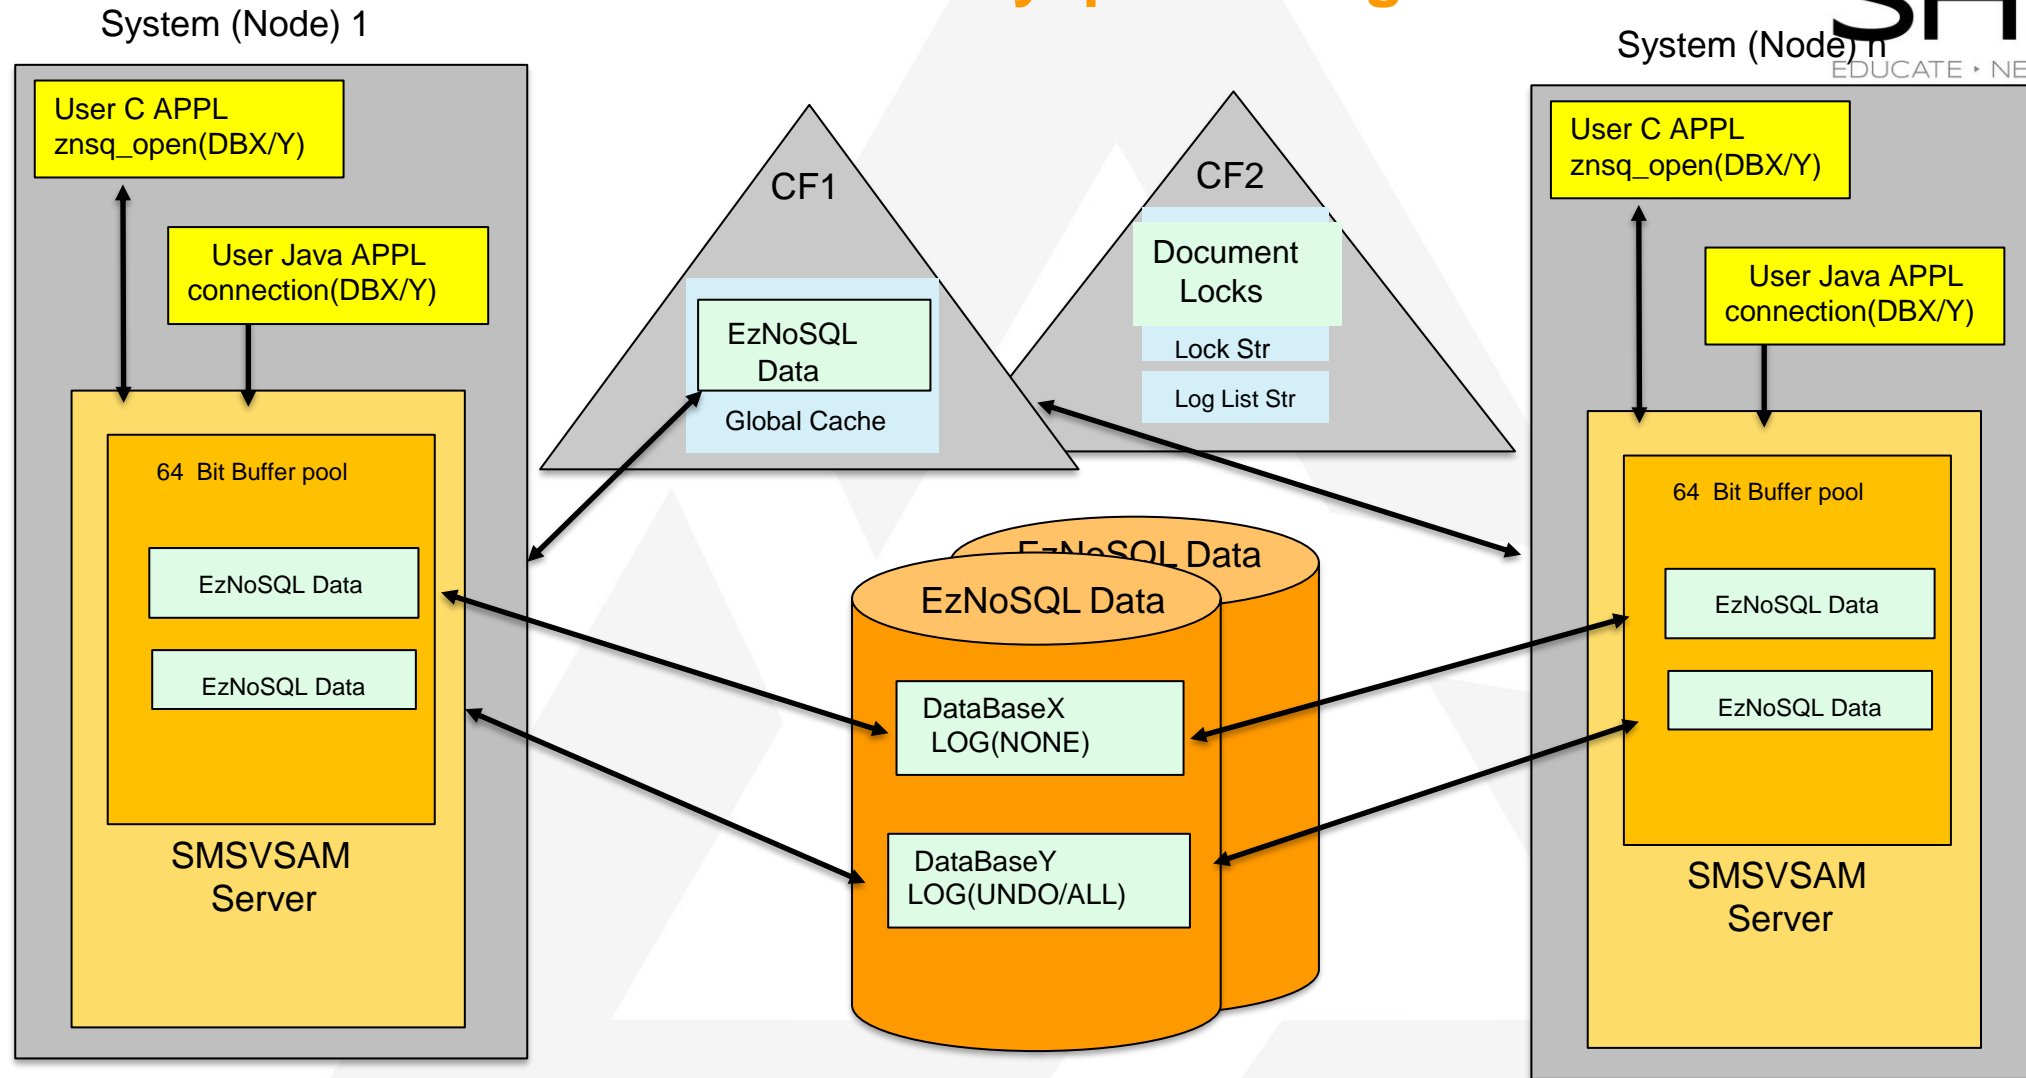 System (Node) 1
System (Node) n
EDUCATE
User C APPL
znsq_open(DBX/Y)
User Java APPL
connection(DBX/Y)
64 Bit Buffer pool
EzNoSQL Data
EzNoSQL Data
SMSVSAM
Server
CF1
EzNoSQL
Data
Global Cache
CF2
Document
Locks
Lock Str
Log List Str
EzNoSQL Data
EzNoSQL Data
DataBaseX
LOG(NONE)
DataBaseY
LOG(UNDO/ALL)
User C APPL
znsq_open(DBX/Y)
User Java APPL
connection(DBX/Y)
64 Bit Buffer pool
EzNoSQL Data
EzNoSQL Data
SMSVSAM
Server